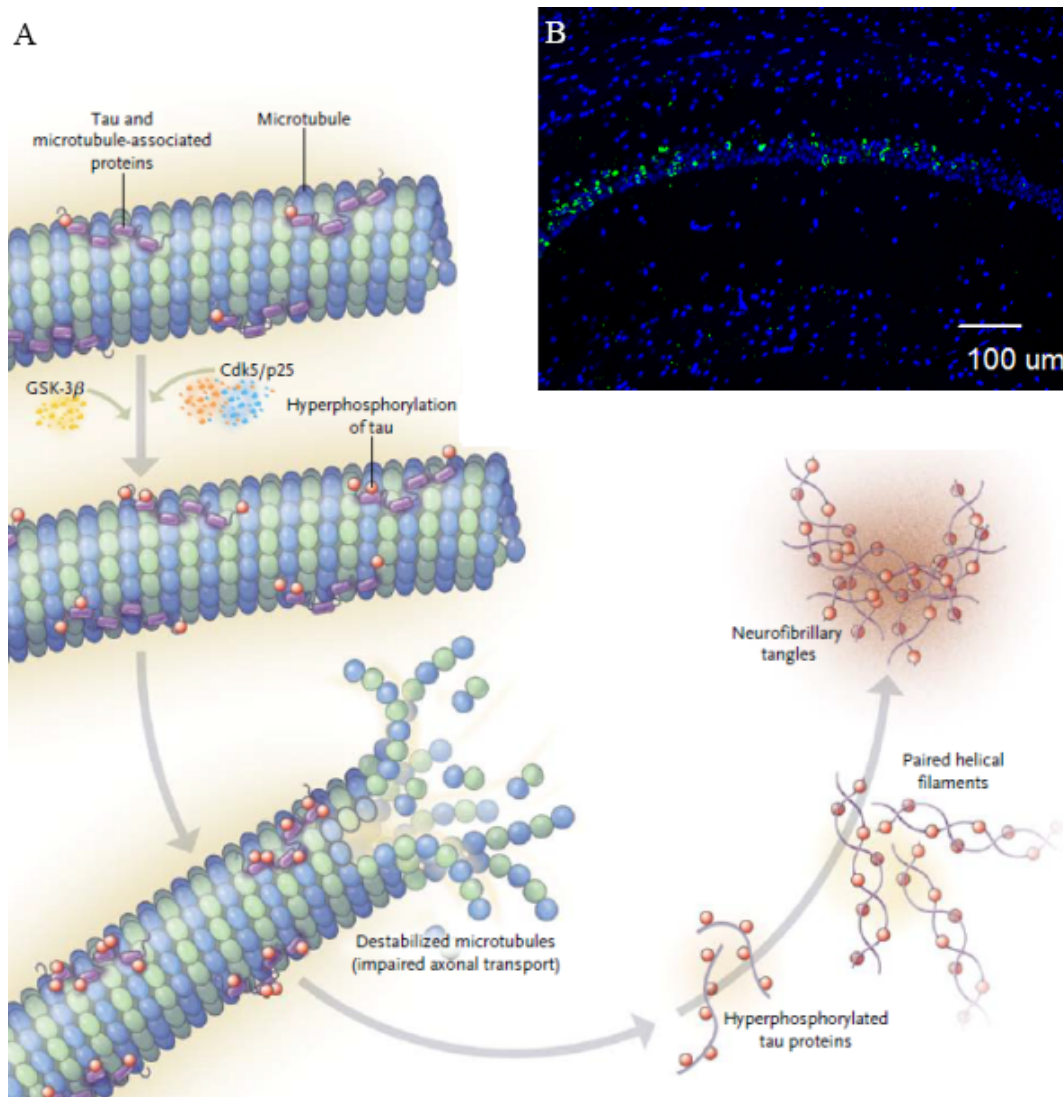 A
B
Tau and
microtubule-associated
proteins
Microtubule
100 um
GSK-3β
Cdk5/p25
Hyperphosphorylation
of tau
Neurofibrillary
tangles
Paired helical
filaments
Destabilized microtubules
(impaired axonal transport)
Hyperphosphorylated
tau proteins